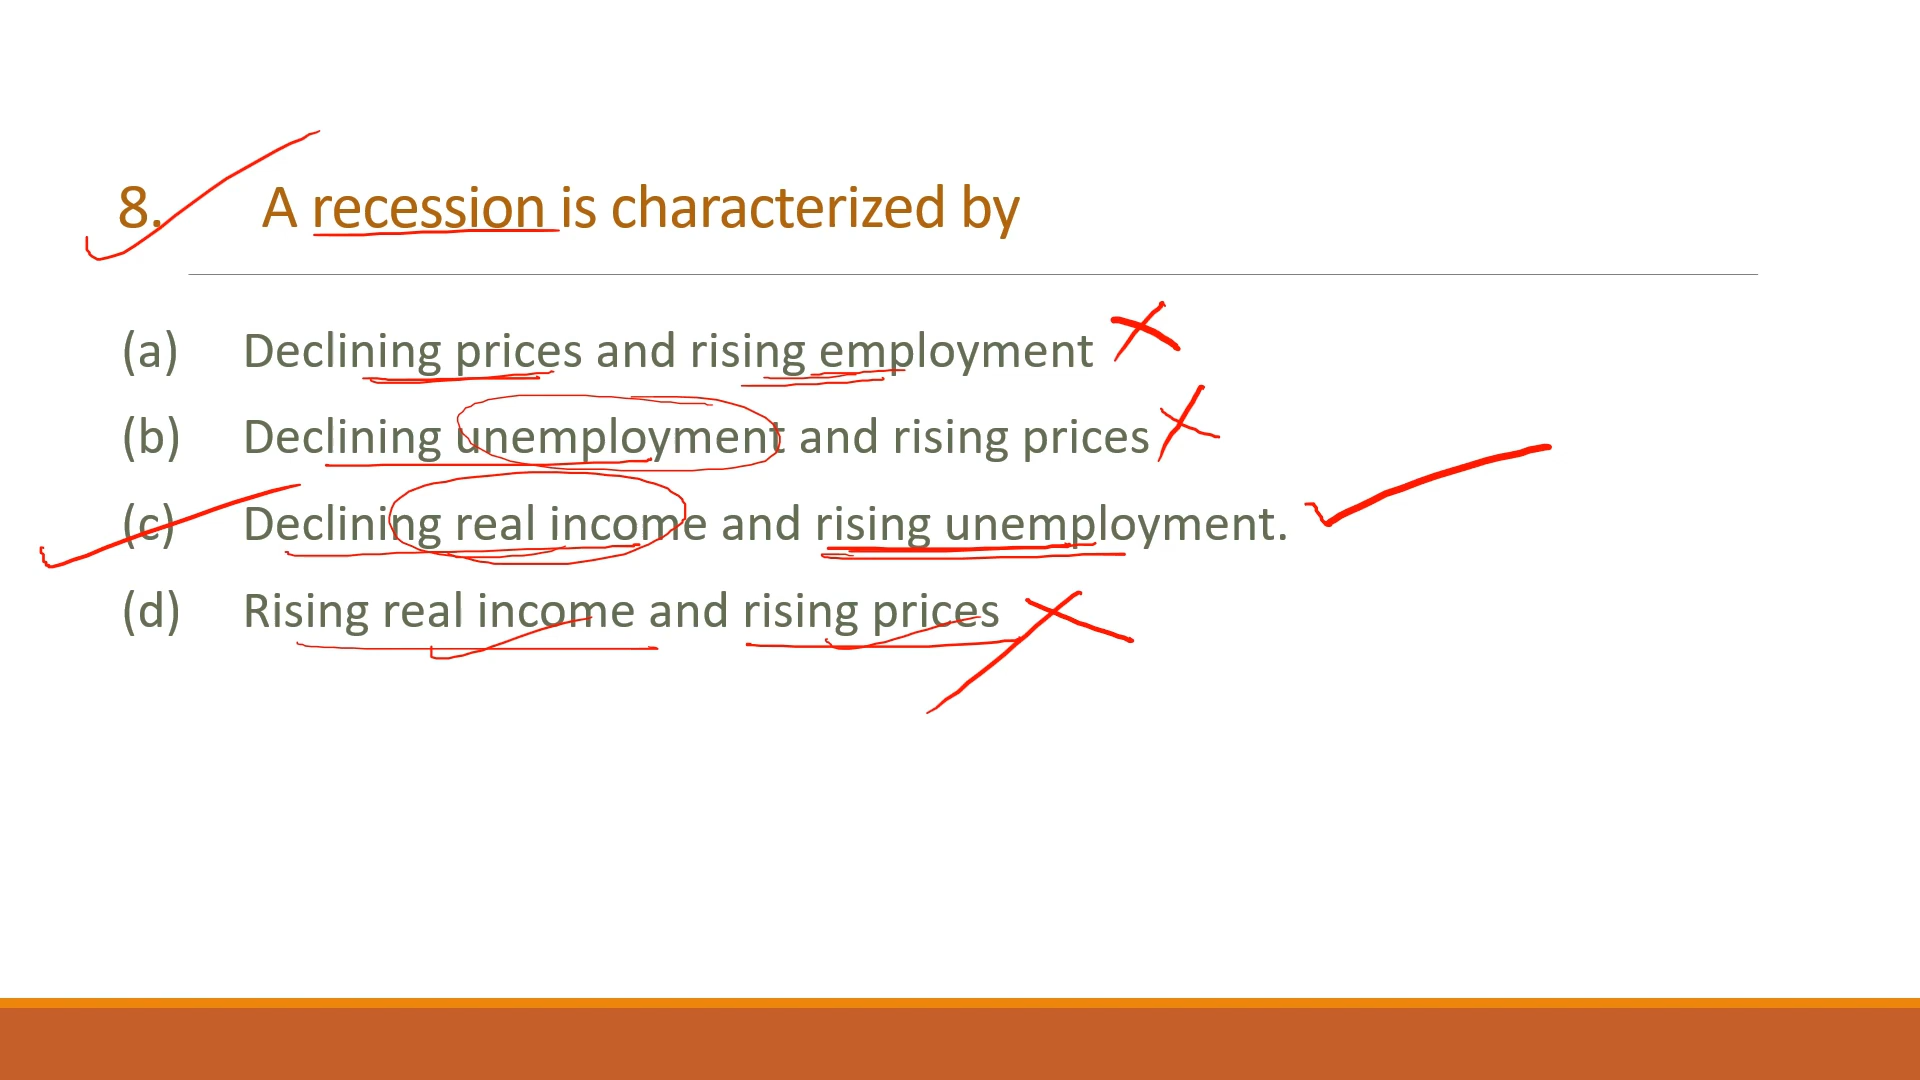 8. A recession is characterized by
(a) Declining prices and rising employment
(b) Declining unemployment and rising prices
(c) Declining real income and rising unemployment.
(d) Rising real income and rising prices